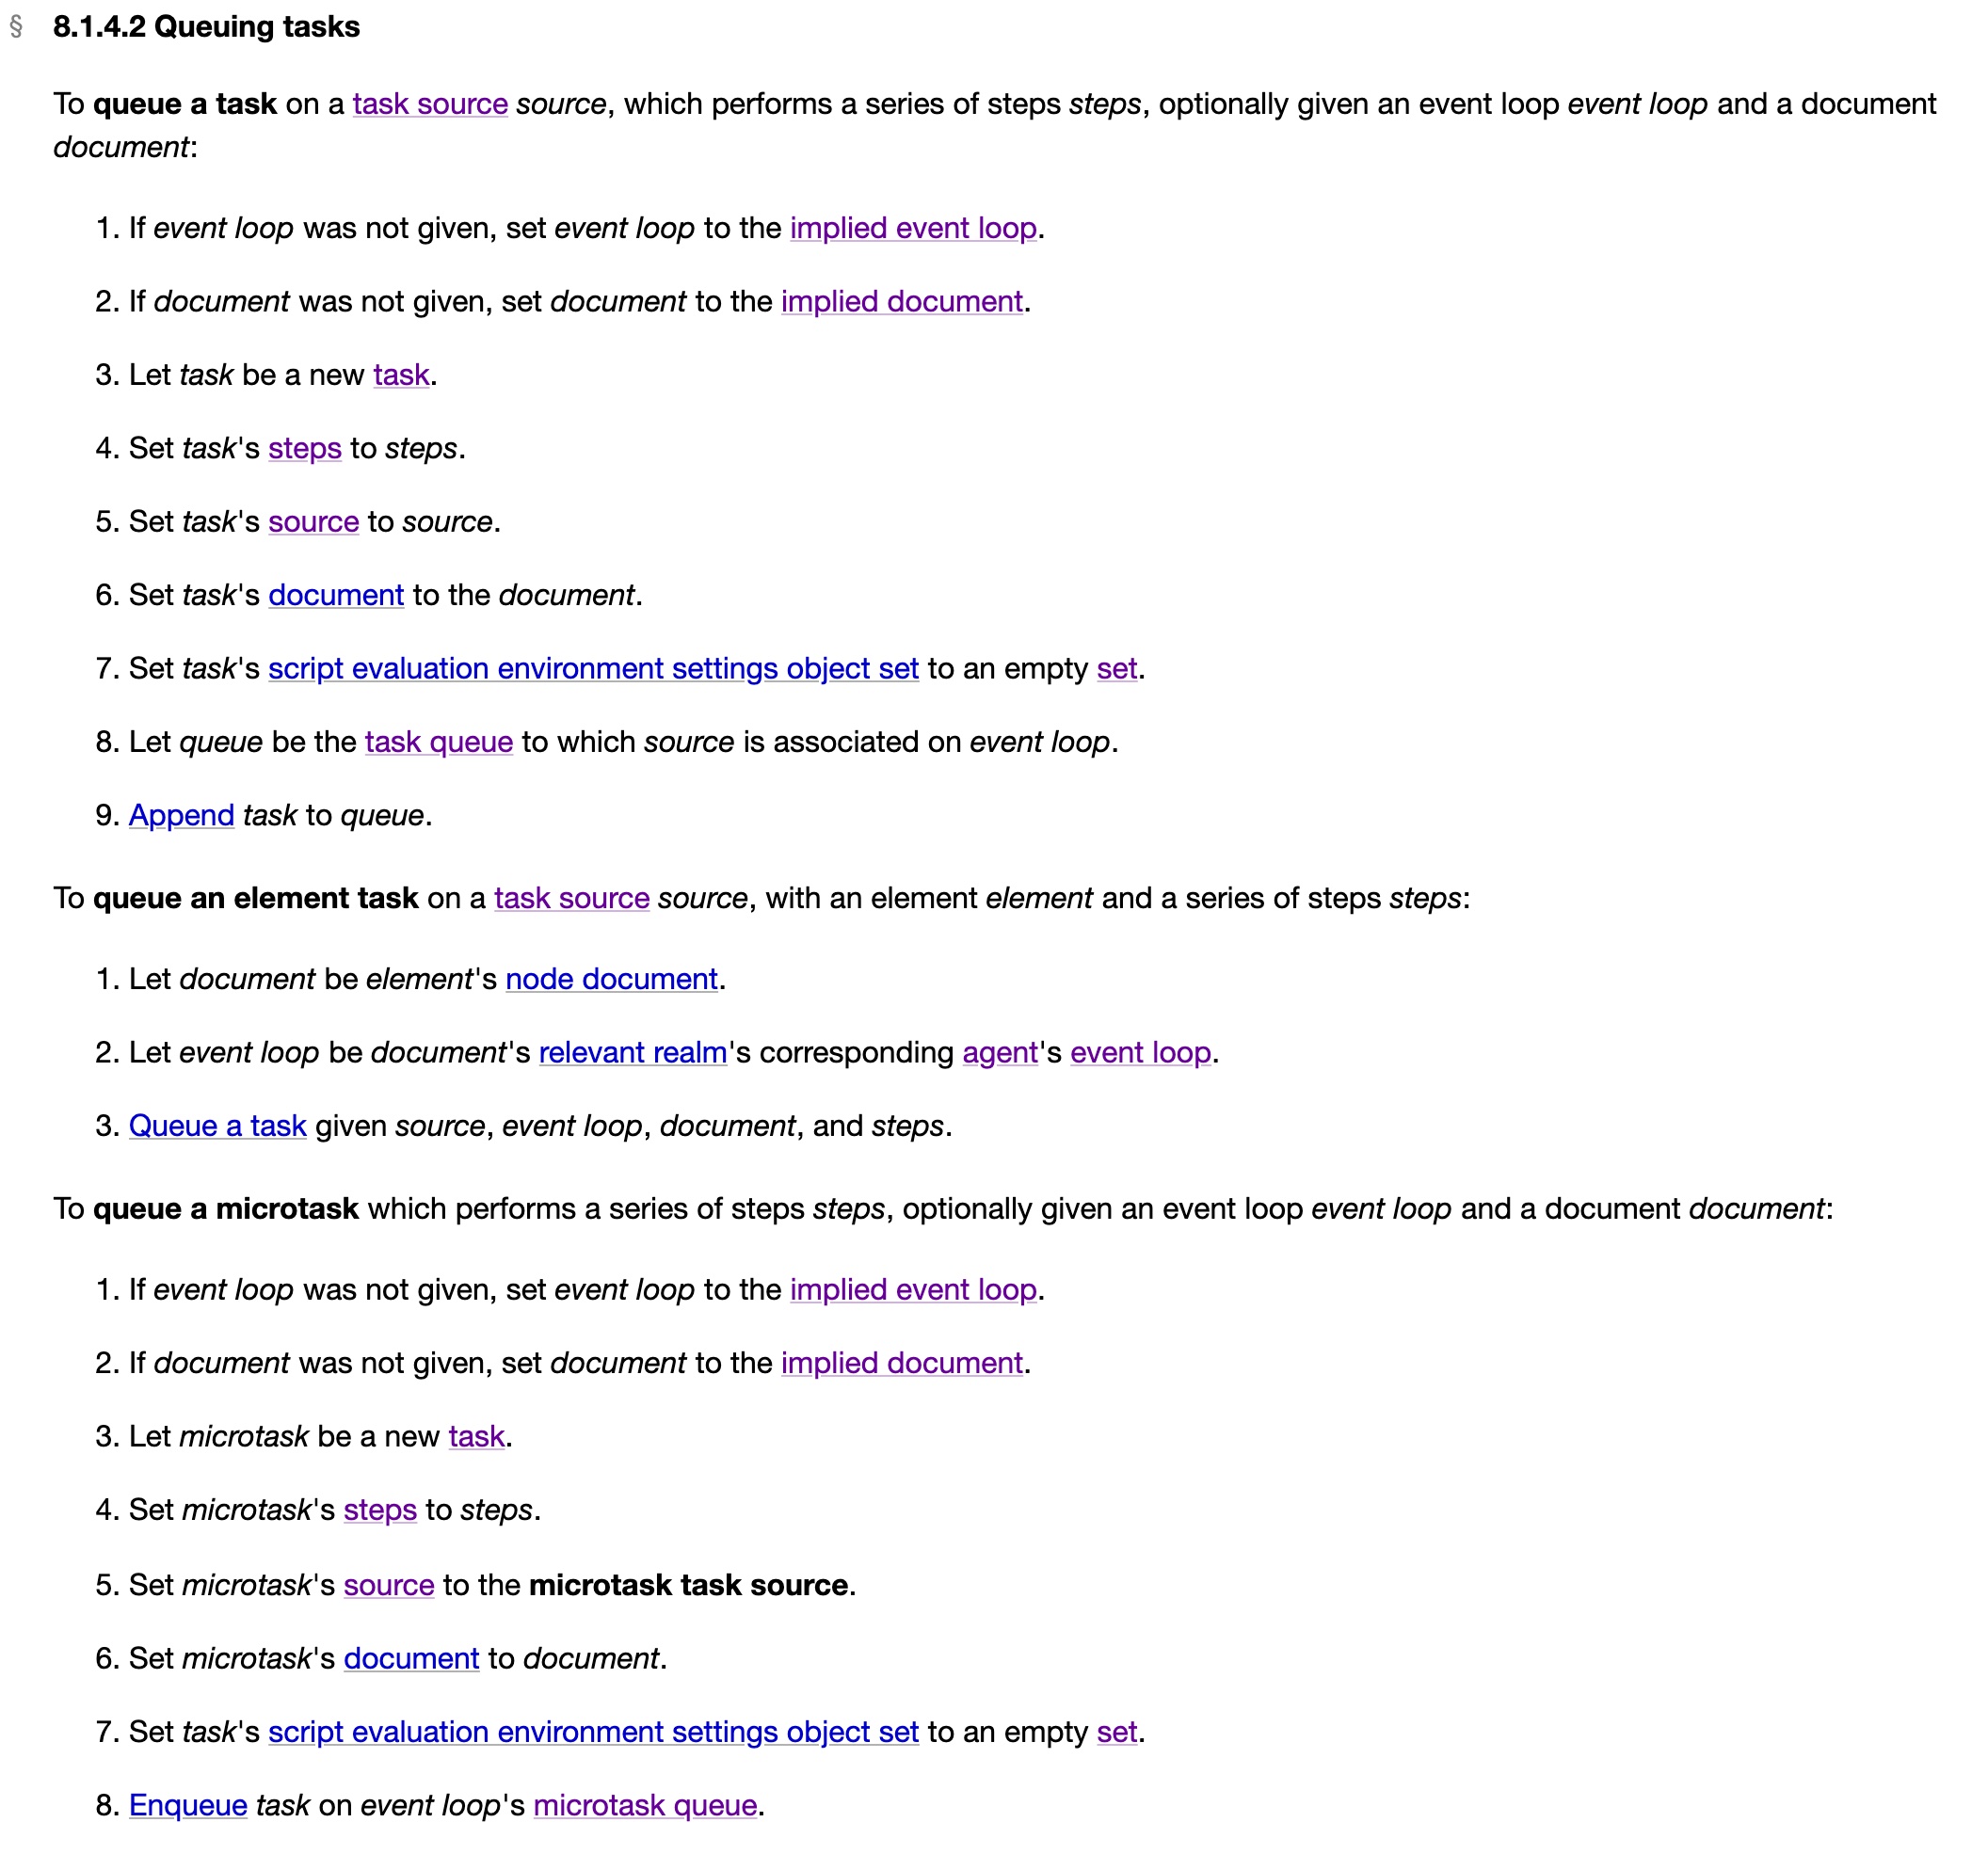 § 8.1.4.2 Queuing tasks
To queue a task on a task source source, which performs a series of steps steps, optionally given an event loop event loop and a document
document:
1. If event loop was not given, set event loop to the implied event loop.
2. If document was not given, set document to the implied document.
3. Let task be a new task.
4. Set task's steps to steps.
5. Set task's source to source.
6. Set task's document to the document.
7. Set task's script evaluation environment settings object set to an empty set.
8. Let queue be the task queue to which source is associated on event loop.
9. Append task to queue.
To queue an element task on a task source source, with an element element and a series of steps steps:
1. Let document be element's node document.
2. Let event loop be document's relevant realm's corresponding agent's event loop.
3. Queue a task given source, event loop, document, and steps.
To queue a microtask which performs a series of steps steps, optionally given an event loop event loop and a document document:
1. If event loop was not given, set event loop to the implied event loop.
2. If document was not given, set document to the implied document.
3. Let microtask be a new task.
4. Set microtask's steps to steps.
5. Set microtask's source to the microtask task source.
6. Set microtask's document to document.
7. Set task's script evaluation environment settings object set to an empty set.
8. Enqueue task on event loop's microtask queue.